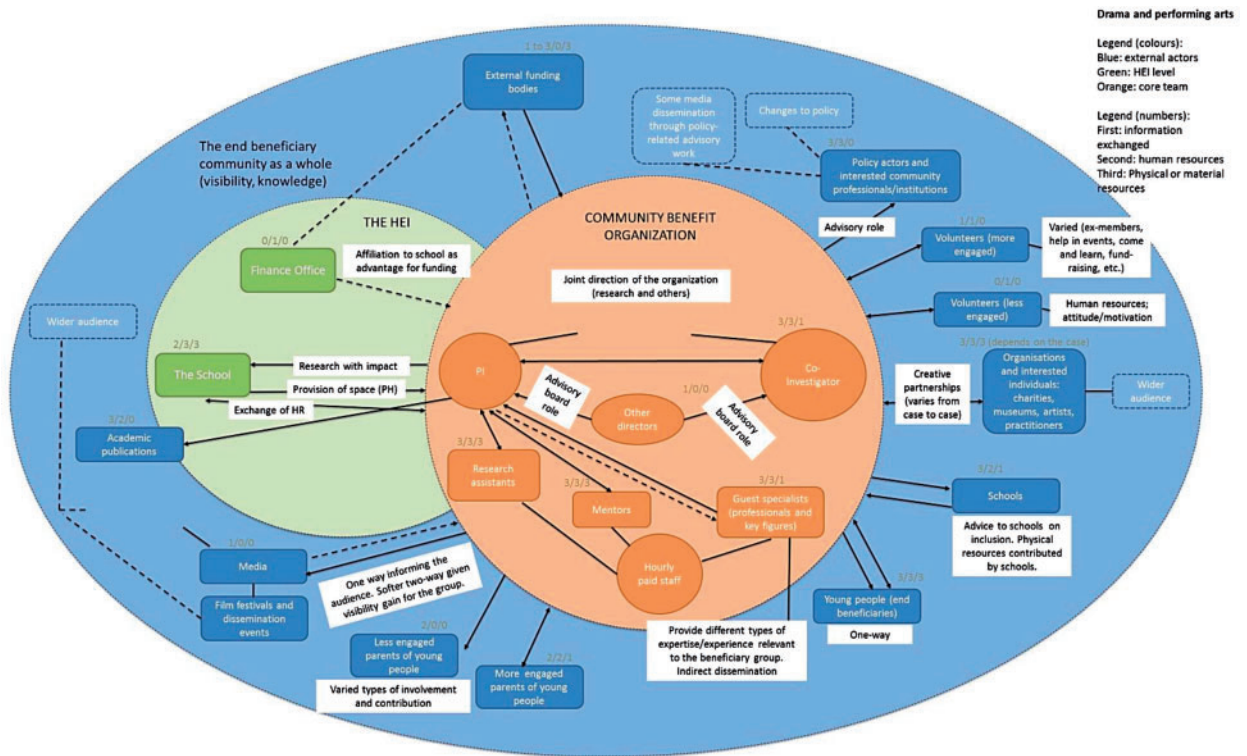 Drama and performing arts
Legend (colours):
Blue: external actors
Green: HEI level
Orange: core team
Legend (numbers):
First: information
exchanged
Second: human resources
Third: Physical or material
resources
1 to 3/0/3
External funding
bodies
The end beneficiary
community as a whole
(visibility, knowledge)
Some media
dissemination
through policy-
related advisory
work
Changes to policy
3/3/0
Policy actors and
interested community
professionals/institutions
Advisory role
THE HEI
0/1/0
Finance Office
Affiliation to school as
advantage for funding
COMMUNITY BENEFIT
ORGANIZATION
Joint direction of the organization
(research and others)
1/1/0
Volunteers (more
engaged)
Varied (ex-members,
help in events, come
and learn, fund-
raising, etc.)
0/1/0
Volunteers (less
engaged)
Human resources;
attitude/motivation
Wider audience
2/3/3
The School
Research with impact
Provision of space (PH)
Exchange of HR
PI
3/3/1
Co-
Investigator
Advisory
board
role
1/0/0
Other
directors
Advisory
board role
3/3/3 (depends on the case)
Organisations
and interested
individuals:
charities,
museums, artists,
practitioners
Creative
partnerships
(varies from
case to case)
Wider
audience
3/2/0
Academic
publications
3/3/3
Research
assistants
3/3/3
Mentors
3/3/1
Guest specialists
(professionals and
key figures)
Hourly
paid staff
3/2/1
Schools
Advice to schools on
inclusion. Physical
resources contributed
by schools.
1/0/0
Media
Film festivals and
dissemination
events
One way informing the
audience. Softer two-way given
visibility gain for the group.
2/0/0
Less engaged
parents of young
people
Varied types of involvement
and contribution
2/2/1
More engaged
parents of young
people
Provide different types of
expertise/experience relevant
to the beneficiary group.
Indirect dissemination
3/3/3
Young people (end
beneficiaries)
One-way